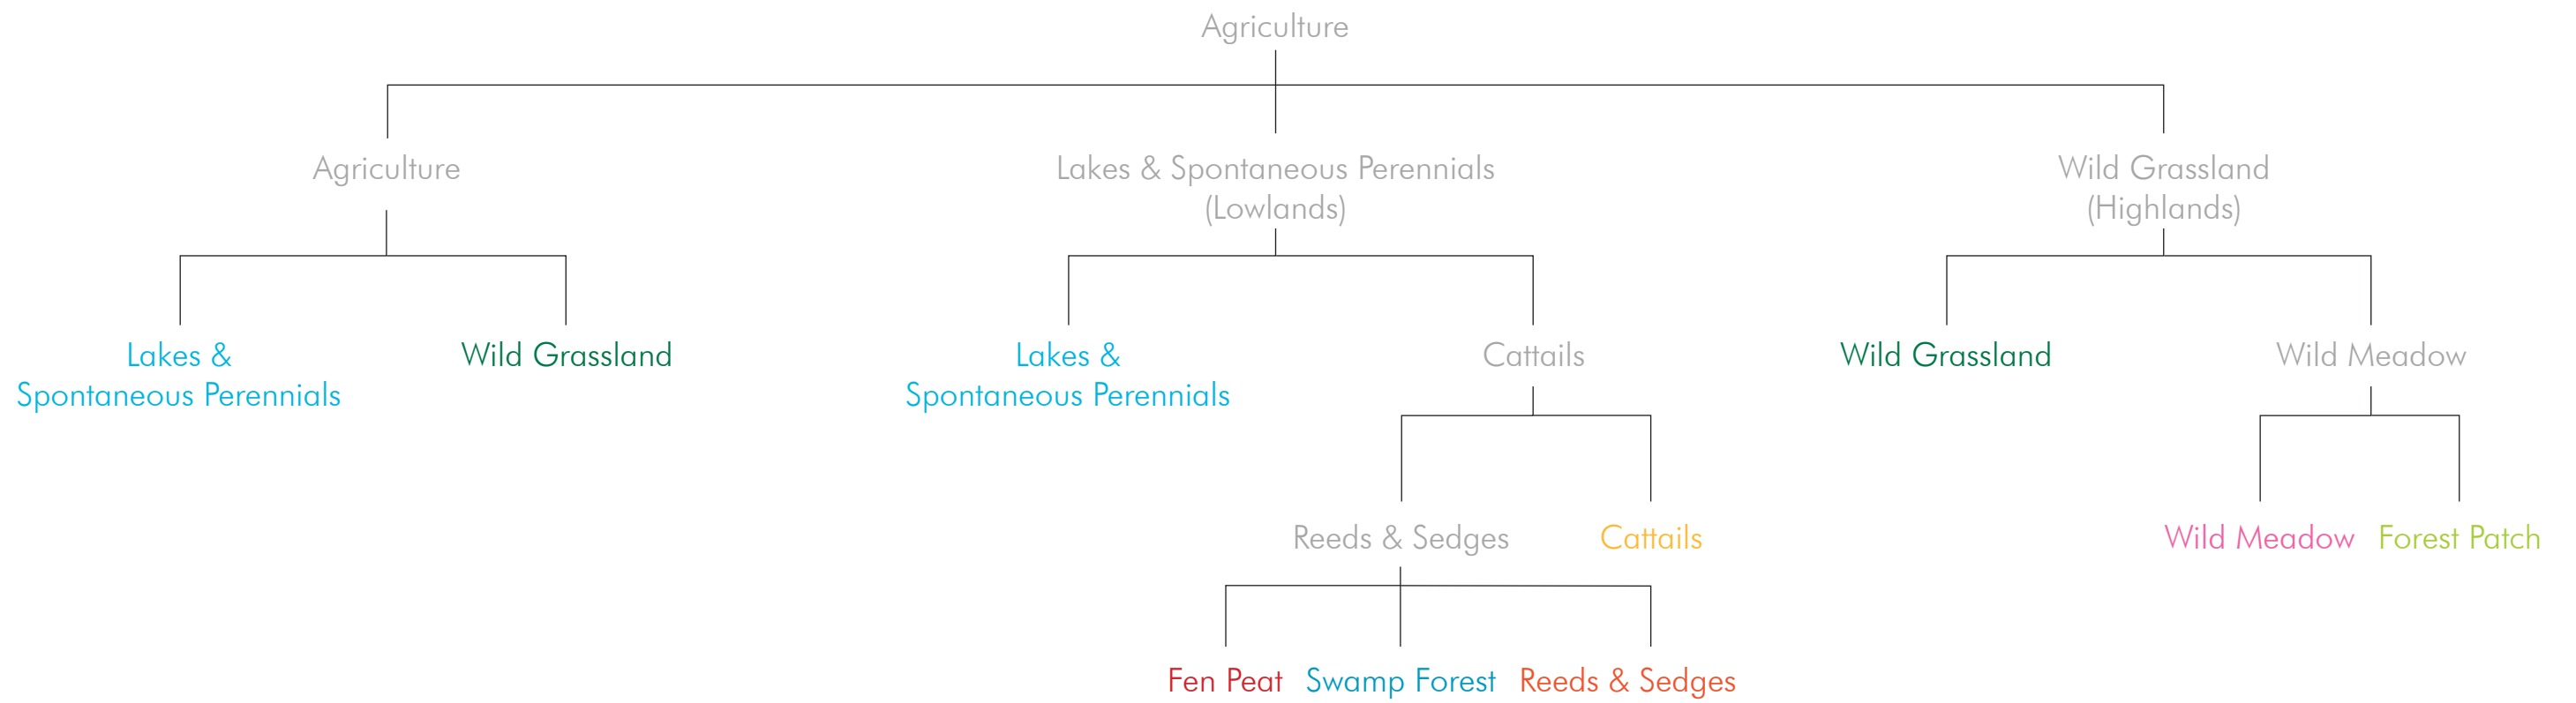 Agriculture
Agriculture
Lakes & Spontaneous Perennials
(Lowlands)
Wild Grassland
(Highlands)
Lakes &
Spontaneous Perennials
Wild Grassland
Lakes &
Spontaneous Perennials
Cattails
Wild Grassland
Wild Meadow
Reeds & Sedges
Cattails
Wild Meadow
Forest Patch
Fen Peat
Swamp Forest
Reeds & Sedges